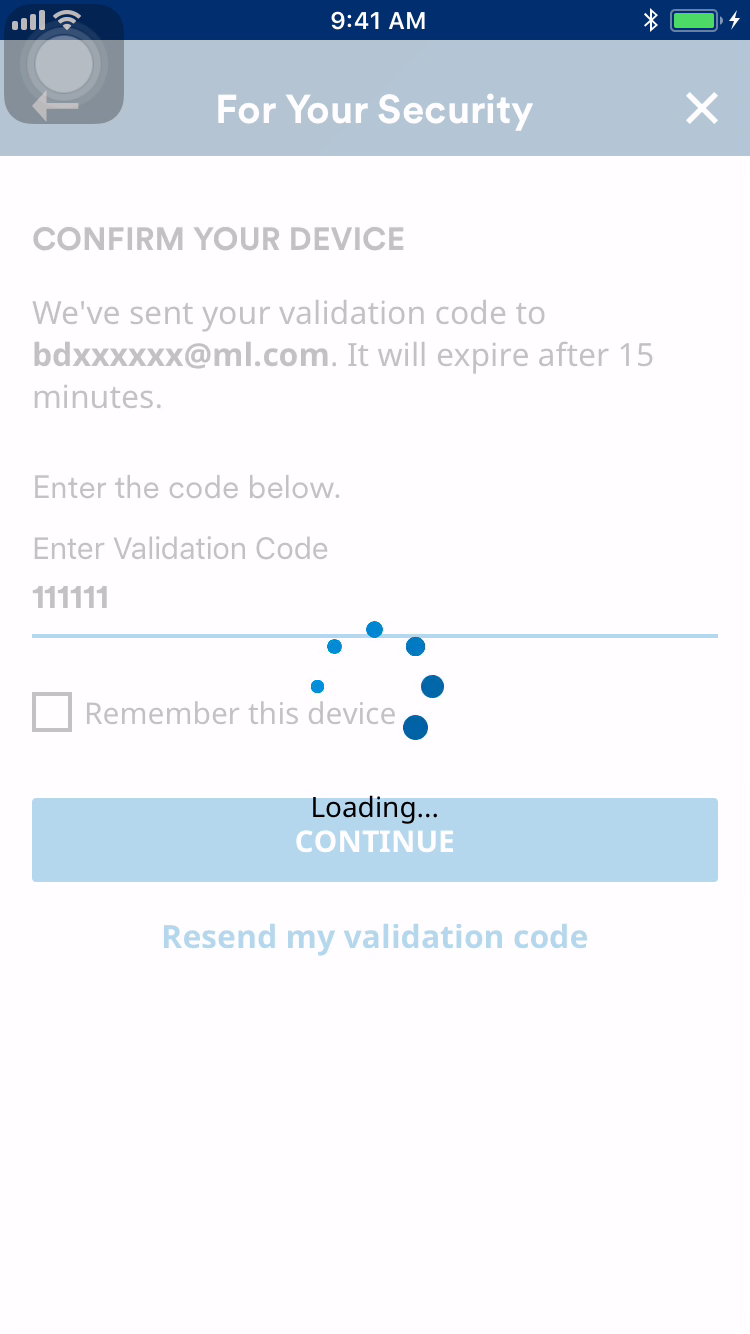 9:41 AM
For Your Security
CONFIRM YOUR DEVICE
We've sent your validation code to
bdxxxxxx@ml.com. It will expire after 15
minutes.
Enter the code below.
Enter Validation Code
111111
Remember this device
Loading...
CONTINUE
Resend my validation code